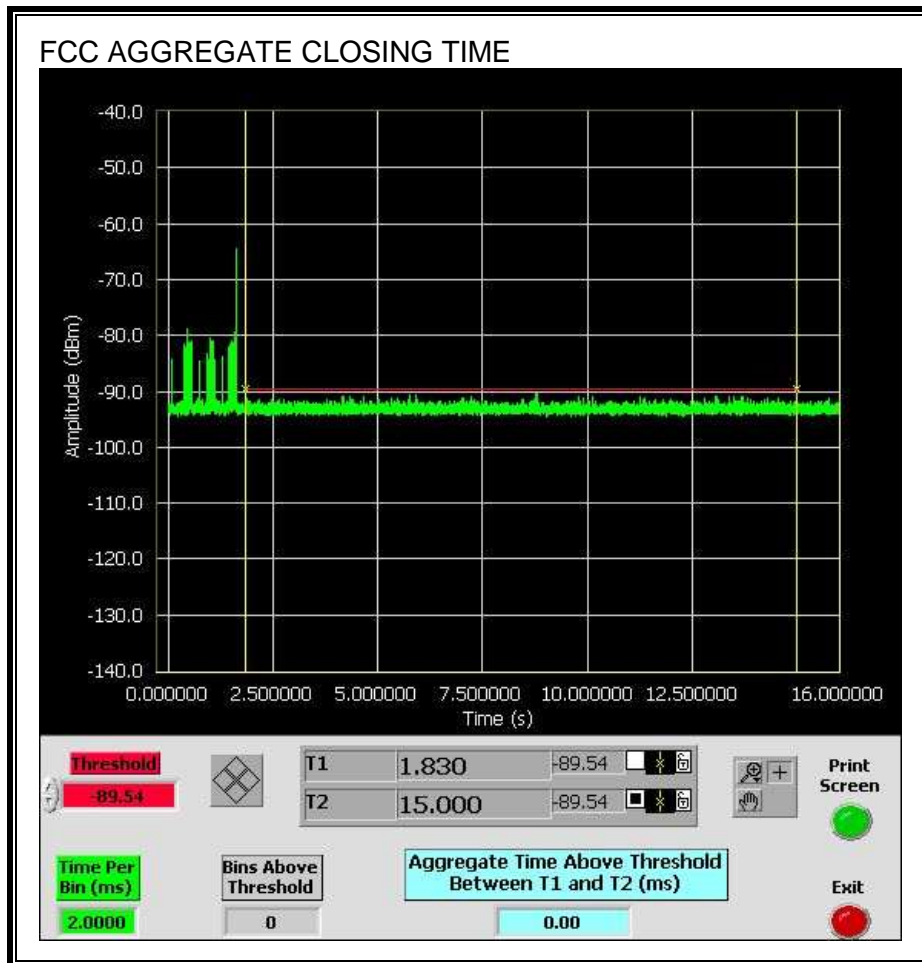 FCC AGGREGATE CLOSING TIME
-40.0
-50.0
-60.0
-70.0
-80.0
-90.0
-100.0
-110.0
-120.0
-130.0
-140.0
Amplitude (dBm)
0.000000 2.500000 5.000000 7.500000 10.000000 12.500000 16.000000
Time (s)
Threshold
-89.54
T1 1.830 -89.54
T2 15.000 -89.54
Print
Screen
Time Per
Bin (ms)
2.0000
Bins Above
Threshold
0
Aggregate Time Above Threshold
Between T1 and T2 (ms)
0.00
Exit